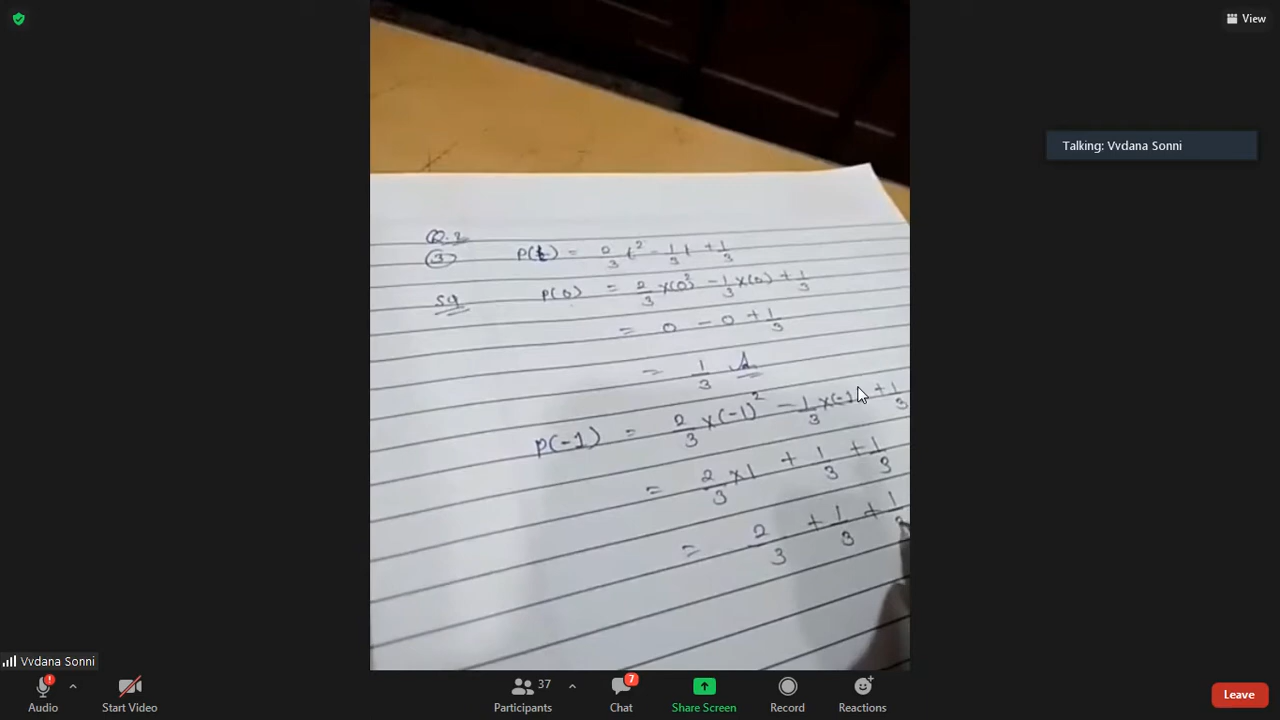 View
Talking: Vvdana Sonni
Q.2
③ P(t) = 2/3 t² - 1/3 t + 1/3
P(0) = 2/3 ×(0)² - 1/3 ×(0) + 1/3
= 0 - 0 + 1/3
= 1/3
P(-1) = 2/3 ×(-1)² - 1/3 ×(-1) + 1/3
= 2/3 ×1 + 1/3 + 1/3
= 2/3 + 1/3 + 1/3
Vvdana Sonni
Audio
Start Video
37
Participants
7
Chat
Share Screen
Record
Reactions
Leave